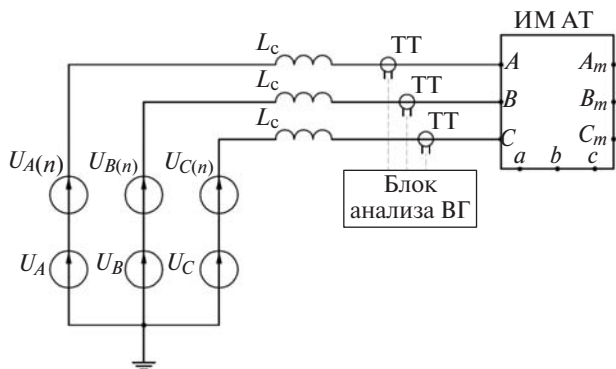 ИМ АТ
L_c ТТ A A_m
L_c ТТ B B_m
L_c ТТ C C_m
a b c
U_A(n) U_B(n) U_C(n)
Блок
анализа ВГ
U_A U_B U_C